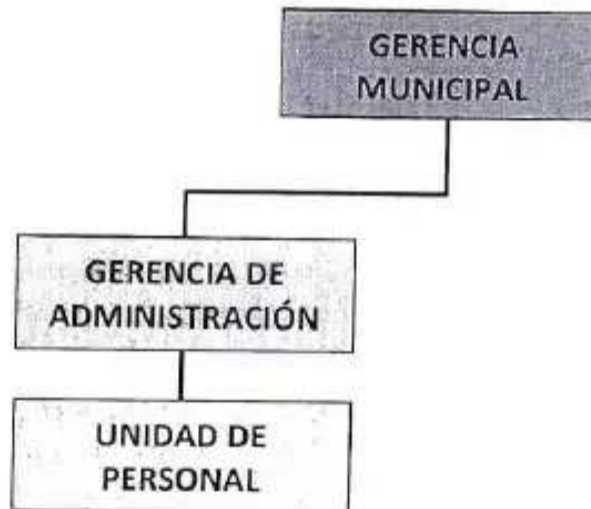 GERENCIA
MUNICIPAL
GERENCIA DE
ADMINISTRACIÓN
UNIDAD DE
PERSONAL